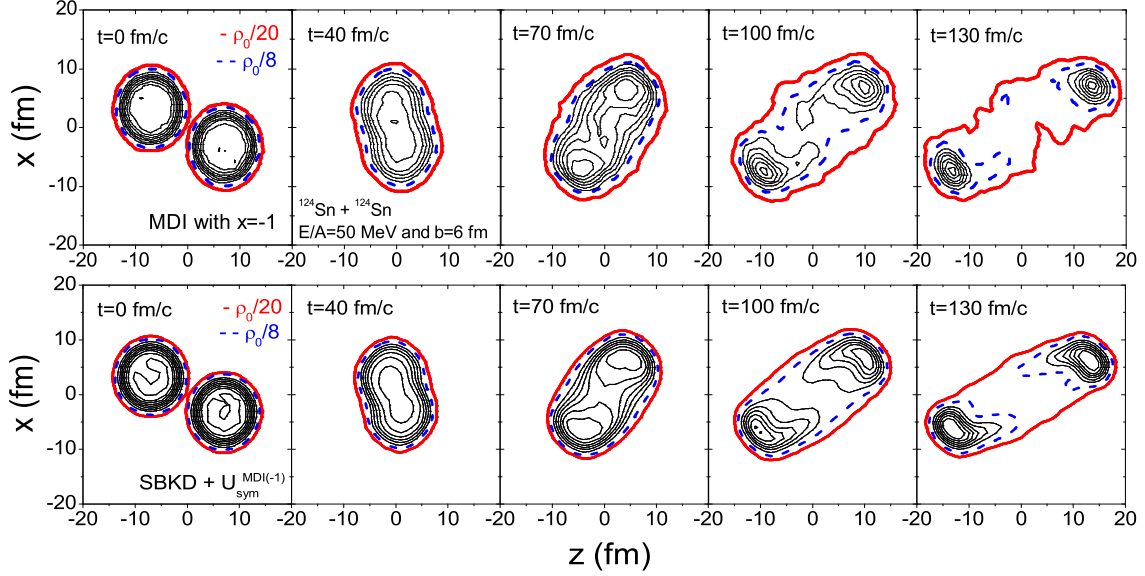 20
10
0
-10
-20
x (fm)
t=0 fm/c
- ρ0/20
- - ρ0/8
MDI with x=-1
t=40 fm/c
124Sn + 124Sn
E/A=50 MeV and b=6 fm
t=70 fm/c
t=100 fm/c
t=130 fm/c
-20 -10 0 10 -20 -10 0 10 -20 -10 0 10 -20 -10 0 10 -20 -10 0 10 20
20
10
0
-10
-20
x (fm)
t=0 fm/c
- ρ0/20
- - ρ0/8
SBKD + UsymMDI(-1)
t=40 fm/c
t=70 fm/c
t=100 fm/c
t=130 fm/c
-20 -10 0 10 -20 -10 0 10 -20 -10 0 10 -20 -10 0 10 -20 -10 0 10 20
z (fm)